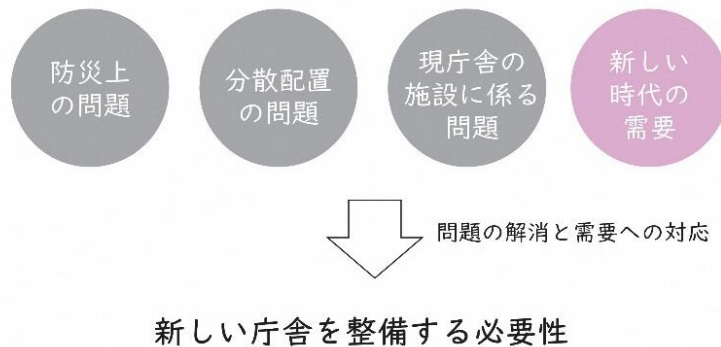 防災上
の問題
分散配置
の問題
現庁舎の
施設に係る
問題
新しい
時代の
需要
問題の解消と需要への対応
新しい庁舎を整備する必要性